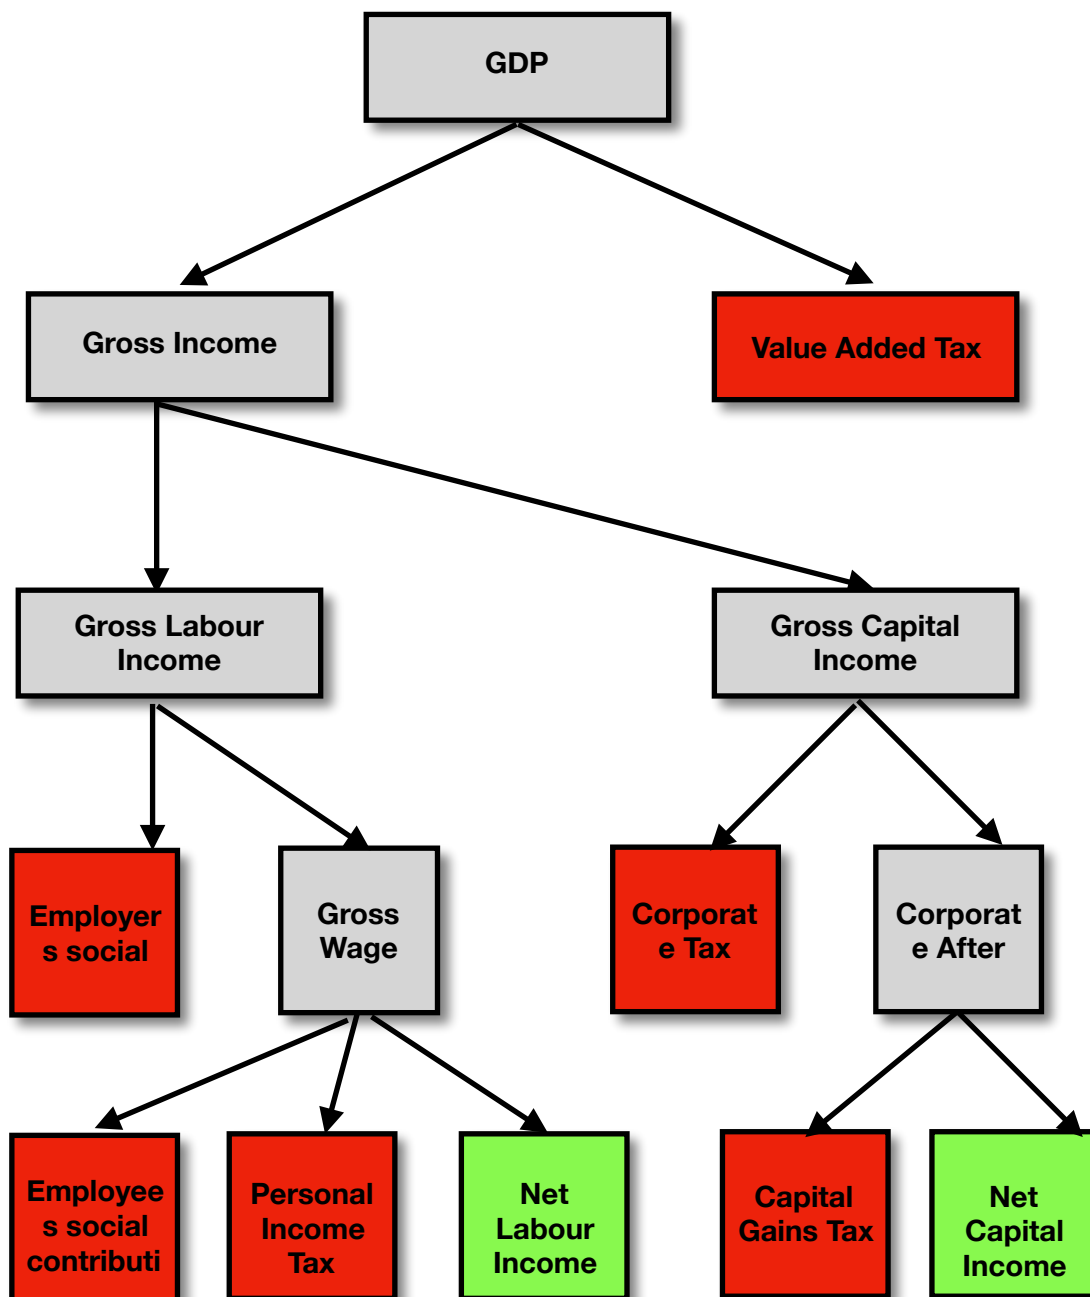 GDP
Gross Income
Value Added Tax
Gross Labour
Income
Gross Capital
Income
Employer
s social
Gross
Wage
Corporat
e Tax
Corporat
e After
Employee
s social
contributi
Personal
Income
Tax
Net
Labour
Income
Capital
Gains Tax
Net
Capital
Income